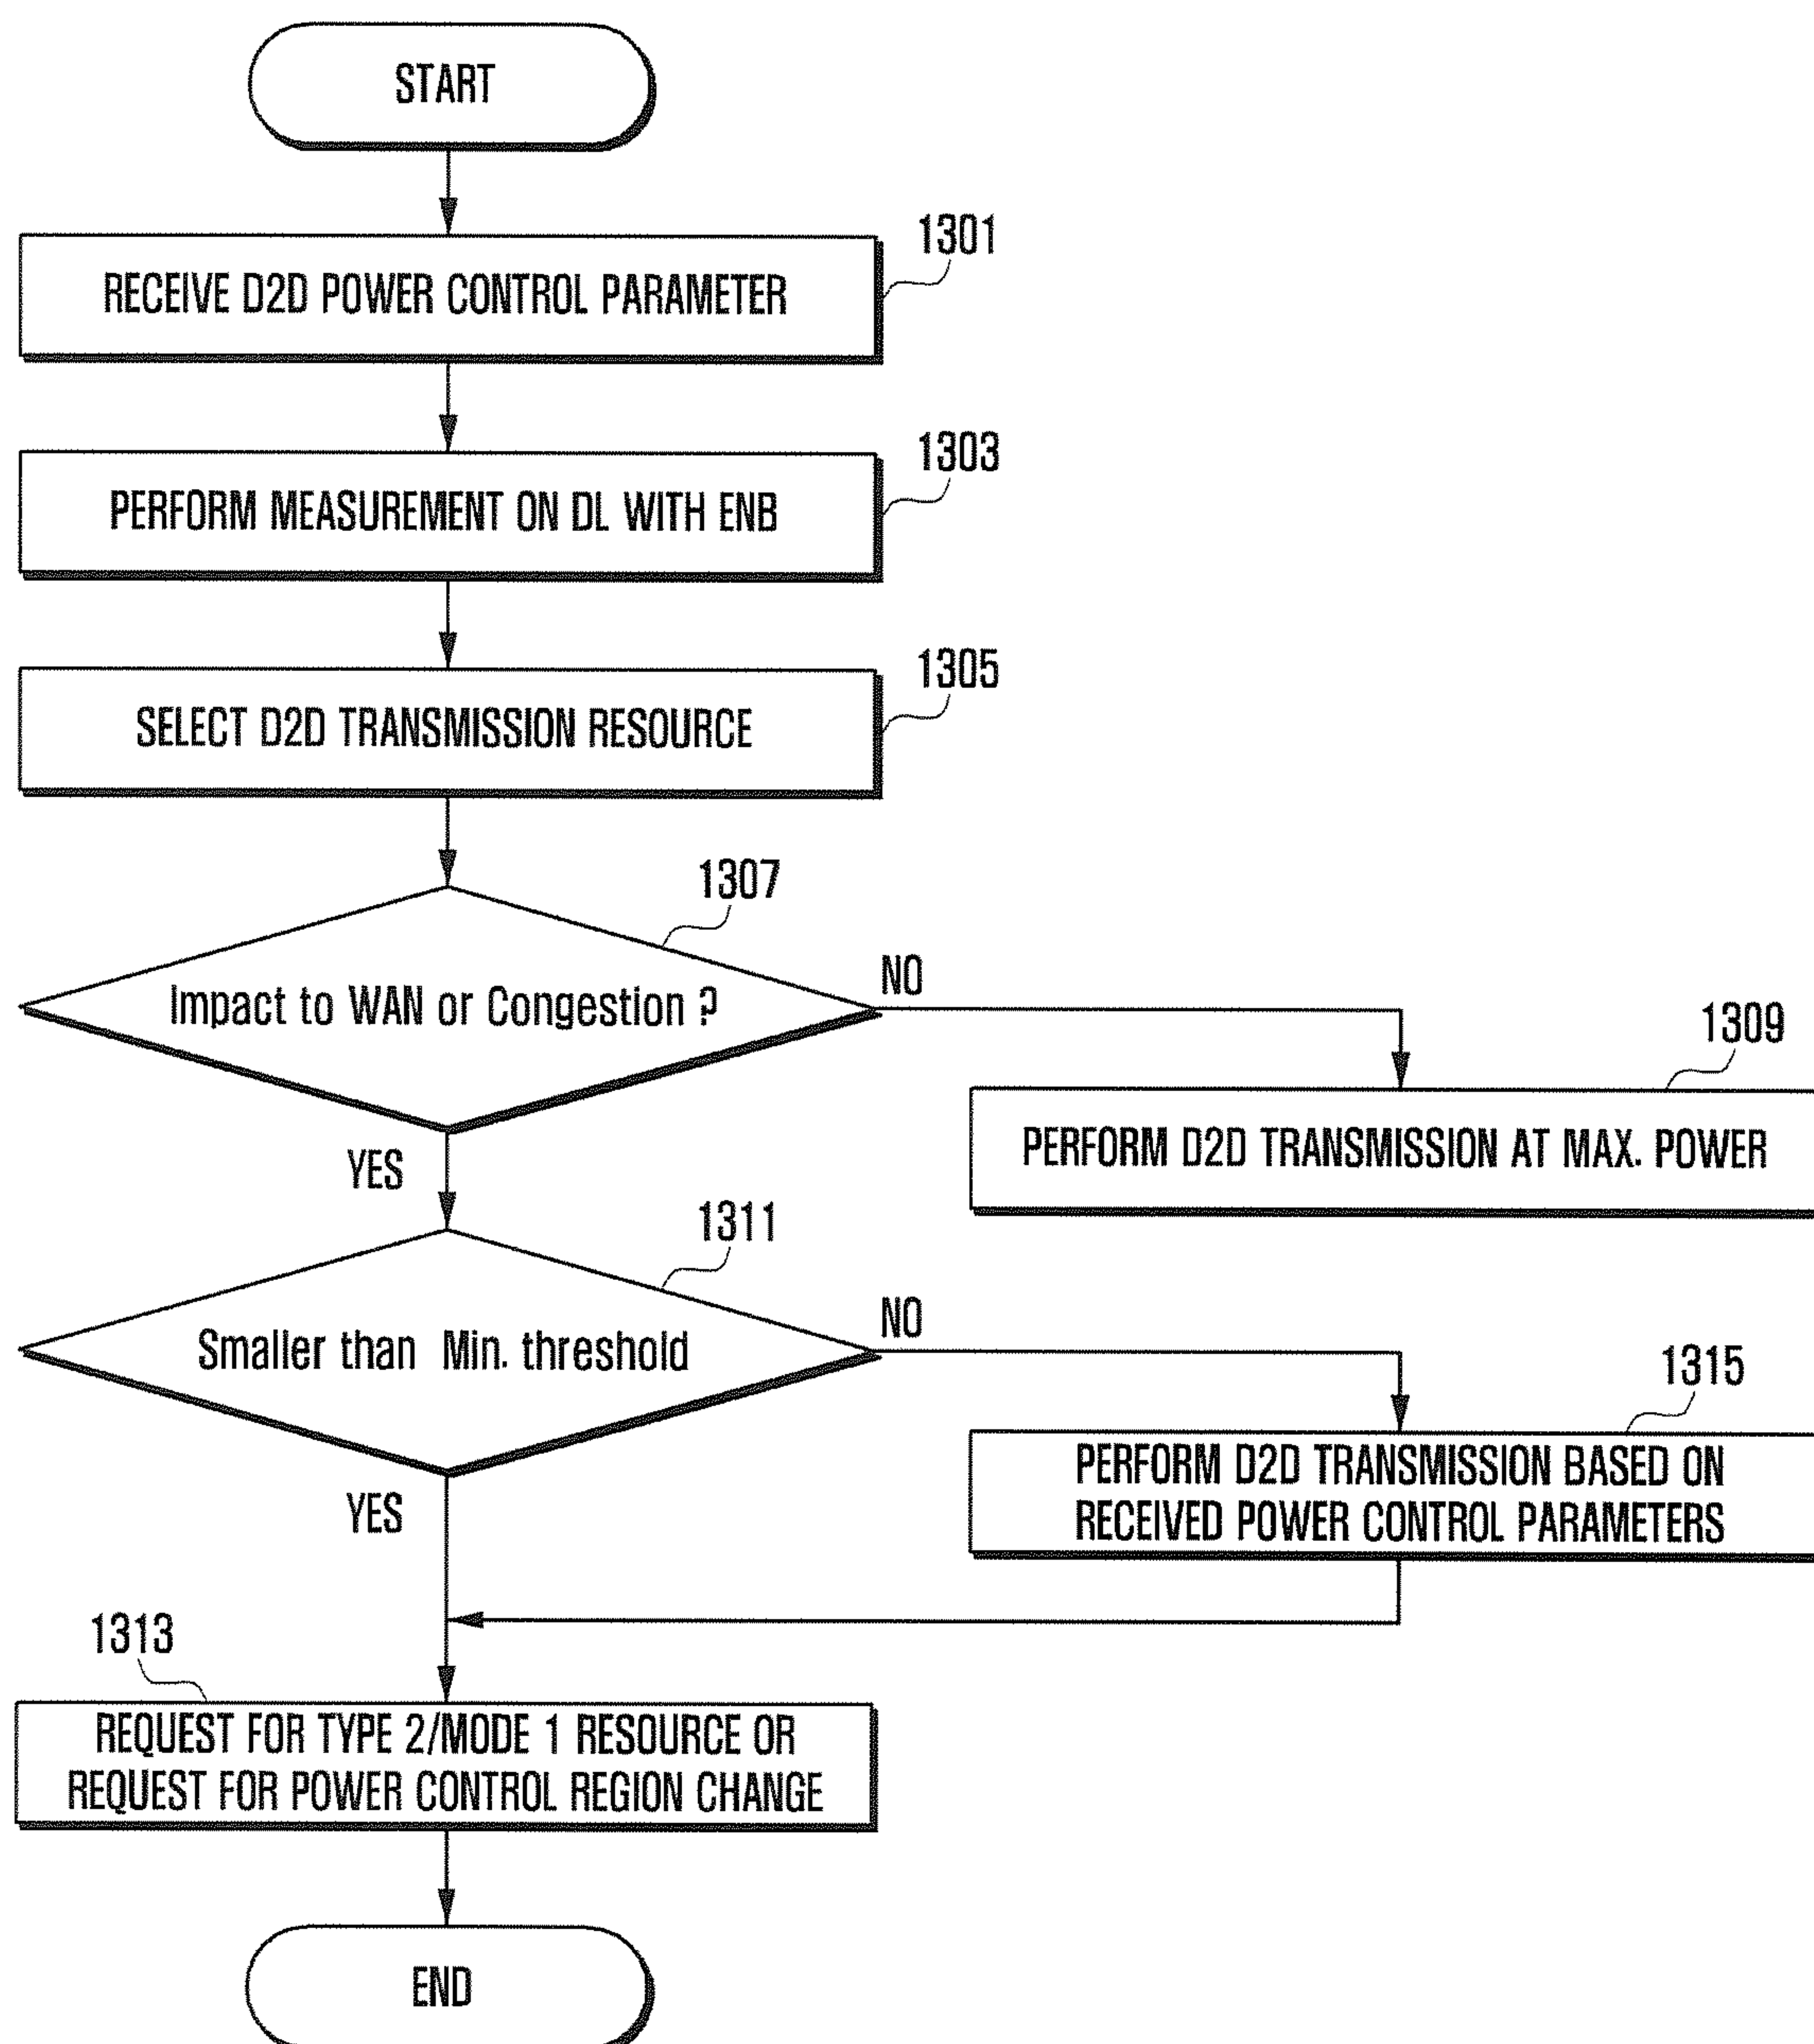 START
1301
RECEIVE D2D POWER CONTROL PARAMETER
1303
PERFORM MEASUREMENT ON DL WITH ENB
1305
SELECT D2D TRANSMISSION RESOURCE
1307
Impact to WAN or Congestion ?
NO
1309
PERFORM D2D TRANSMISSION AT MAX. POWER
YES
1311
Smaller than Min. threshold
NO
1315
PERFORM D2D TRANSMISSION BASED ON
RECEIVED POWER CONTROL PARAMETERS
YES
1313
REQUEST FOR TYPE 2/MODE 1 RESOURCE OR
REQUEST FOR POWER CONTROL REGION CHANGE
END